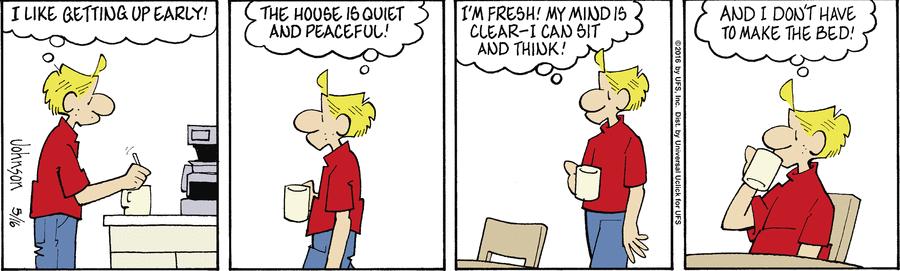 I LIKE GETTING UP EARLY!
Johnson 5/16
THE HOUSE IS QUIET
AND PEACEFUL!
I'M FRESH! MY MIND IS
CLEAR-I CAN SIT
AND THINK!
©2016 by UFS, Inc. Dist. by Universal Uclick for UFS
AND I DON'T HAVE
TO MAKE THE BED!